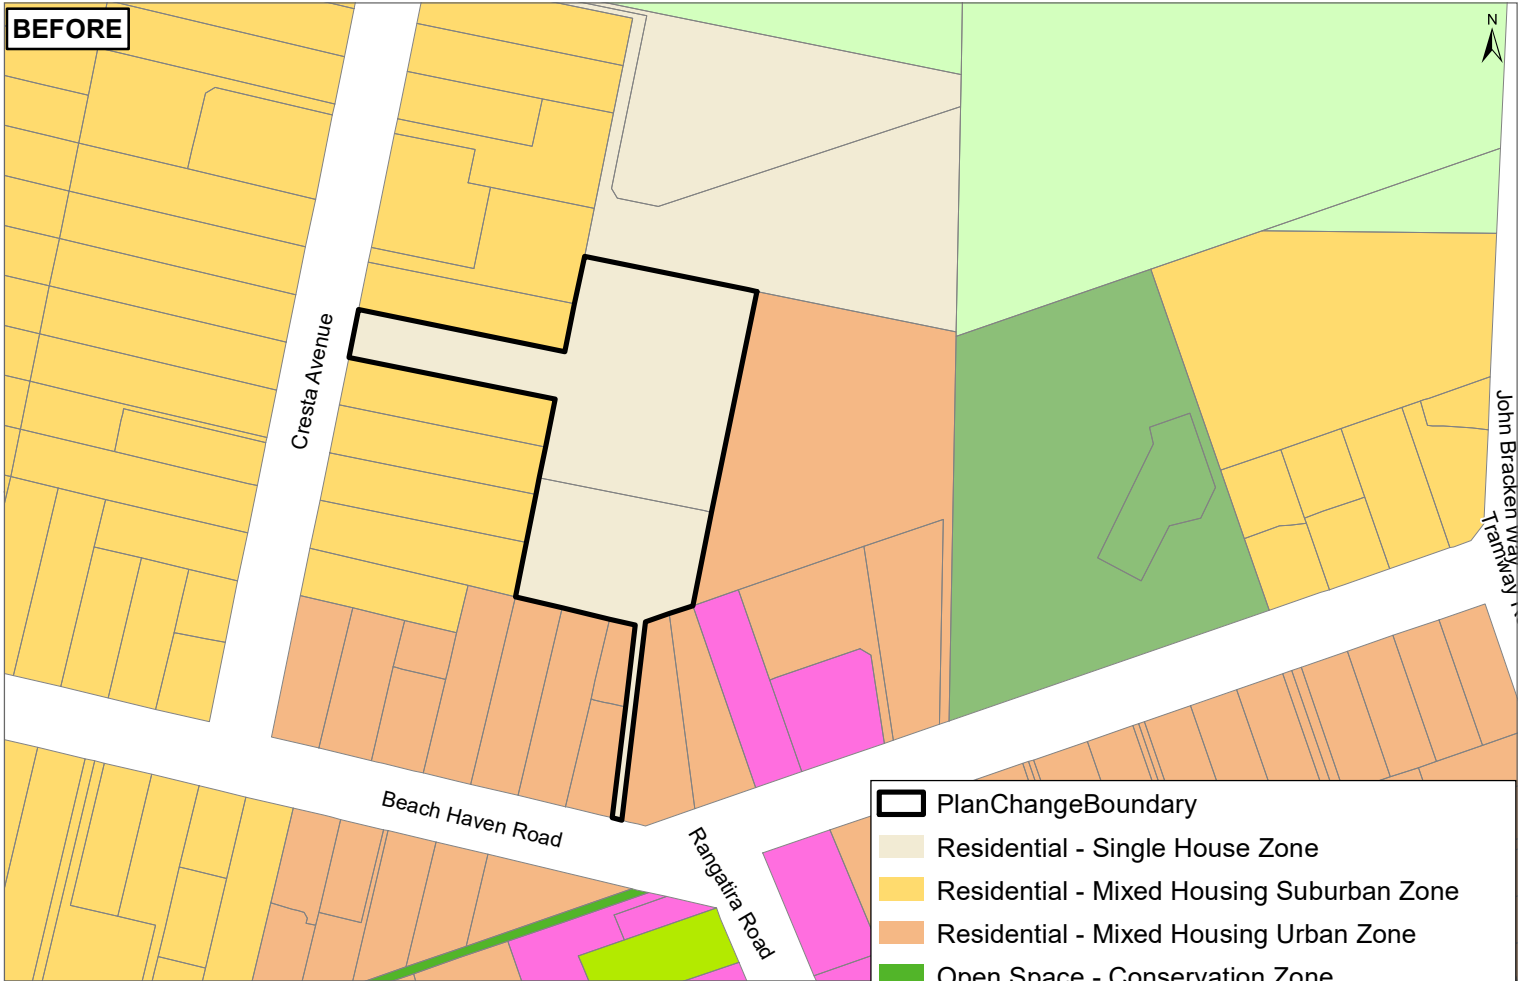 BEFORE
N
Cresta Avenue
John Bracken Way
Tramway
Beach Haven Road
Rangatira Road
PlanChangeBoundary
Residential - Single House Zone
Residential - Mixed Housing Suburban Zone
Residential - Mixed Housing Urban Zone
Open Space - Conservation Zone